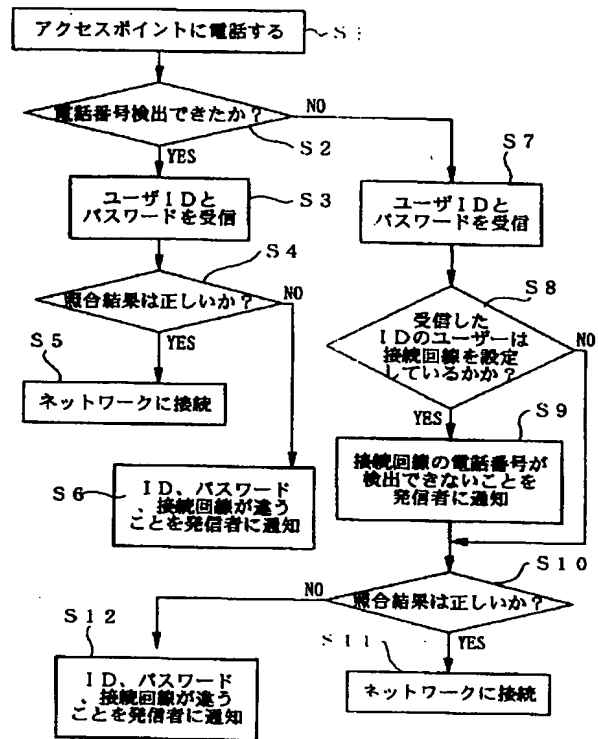 アクセスポイントに電話する
電話番号検出できたか？
NO
S2
YES
ユーザIDと
パスワードを受信
S3
S4
照合結果は正しいか？
NO
YES
S5
ネットワークに接続
S6
ID、パスワード
、接続回線が違う
ことを発信者に通知
S7
ユーザIDと
パスワードを受信
S8
受信した
IDのユーザーは
接続回線を設定
しているかか？
NO
YES
S9
接続回線の電話番号が
検出できないことを
発信者に通知
S10
照合結果は正しいか？
NO
YES
S12
ID、パスワード
、接続回線が違う
ことを発信者に通知
S11
ネットワークに接続